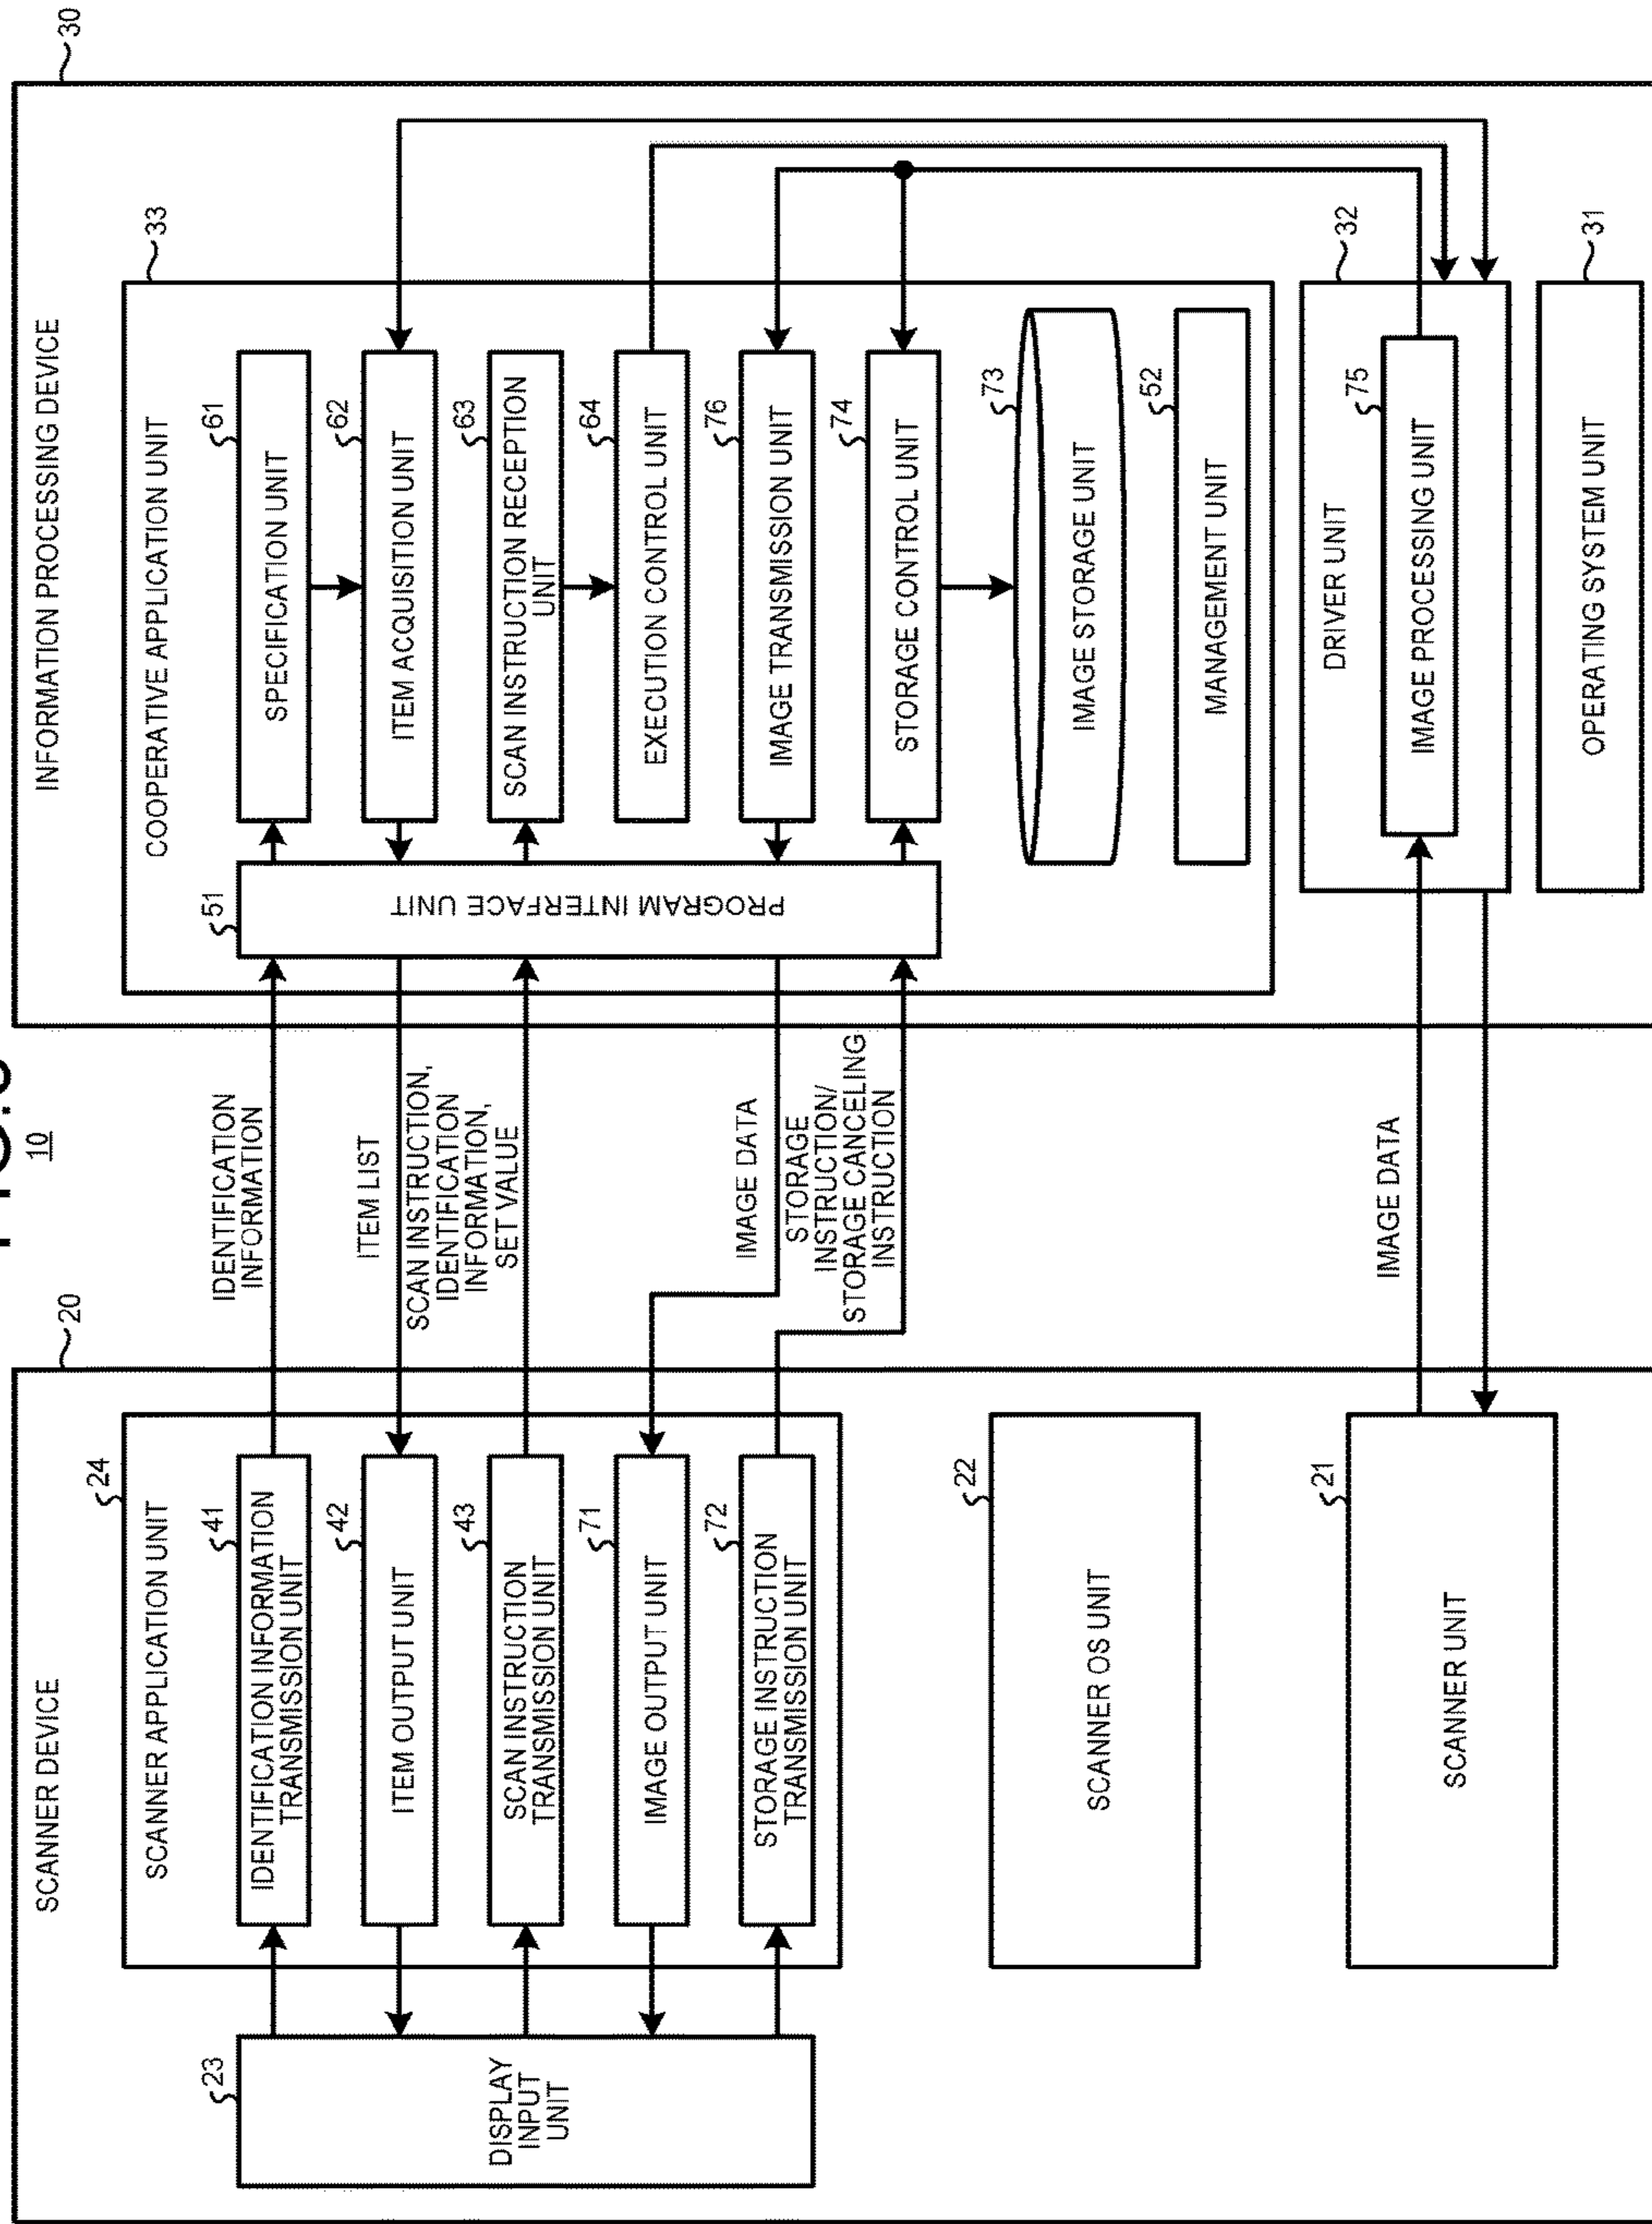 10
20
SCANNER DEVICE
24
SCANNER APPLICATION UNIT
23
DISPLAY
INPUT
UNIT
41
IDENTIFICATION INFORMATION
TRANSMISSION UNIT
42
ITEM OUTPUT UNIT
43
SCAN INSTRUCTION
TRANSMISSION UNIT
71
IMAGE OUTPUT UNIT
72
STORAGE INSTRUCTION
TRANSMISSION UNIT
22
SCANNER OS UNIT
21
SCANNER UNIT
IDENTIFICATION
INFORMATION
ITEM LIST
SCAN INSTRUCTION,
IDENTIFICATION
INFORMATION,
SET VALUE
IMAGE DATA
STORAGE
INSTRUCTION/
STORAGE CANCELING
INSTRUCTION
IMAGE DATA
30
INFORMATION PROCESSING DEVICE
33
COOPERATIVE APPLICATION UNIT
51
PROGRAM INTERFACE UNIT
61
SPECIFICATION UNIT
62
ITEM ACQUISITION UNIT
63
SCAN INSTRUCTION RECEPTION
UNIT
64
EXECUTION CONTROL UNIT
76
IMAGE TRANSMISSION UNIT
74
STORAGE CONTROL UNIT
73
IMAGE STORAGE UNIT
52
MANAGEMENT UNIT
32
DRIVER UNIT
75
IMAGE PROCESSING UNIT
31
OPERATING SYSTEM UNIT